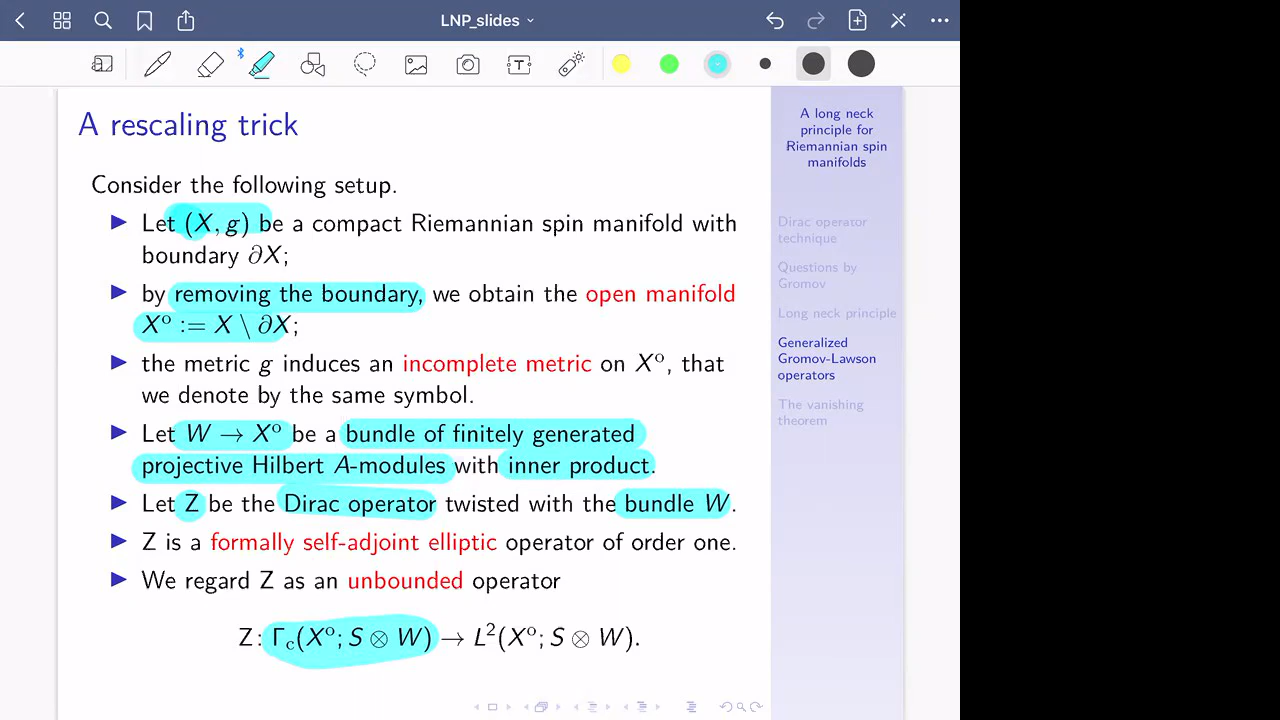 LNP_slides
A rescaling trick
Consider the following setup.
Let (X, g) be a compact Riemannian spin manifold with
boundary ∂X;
by removing the boundary, we obtain the open manifold
Xᵒ := X \ ∂X;
the metric g induces an incomplete metric on Xᵒ, that
we denote by the same symbol.
Let W → Xᵒ be a bundle of finitely generated
projective Hilbert A-modules with inner product.
Let Z be the Dirac operator twisted with the bundle W.
Z is a formally self-adjoint elliptic operator of order one.
We regard Z as an unbounded operator
Z: Γc(Xᵒ; S ⊗ W) → L²(Xᵒ; S ⊗ W).
A long neck
principle for
Riemannian spin
manifolds
Dirac operator
technique
Questions by
Gromov
Long neck principle
Generalized
Gromov-Lawson
operators
The vanishing
theorem